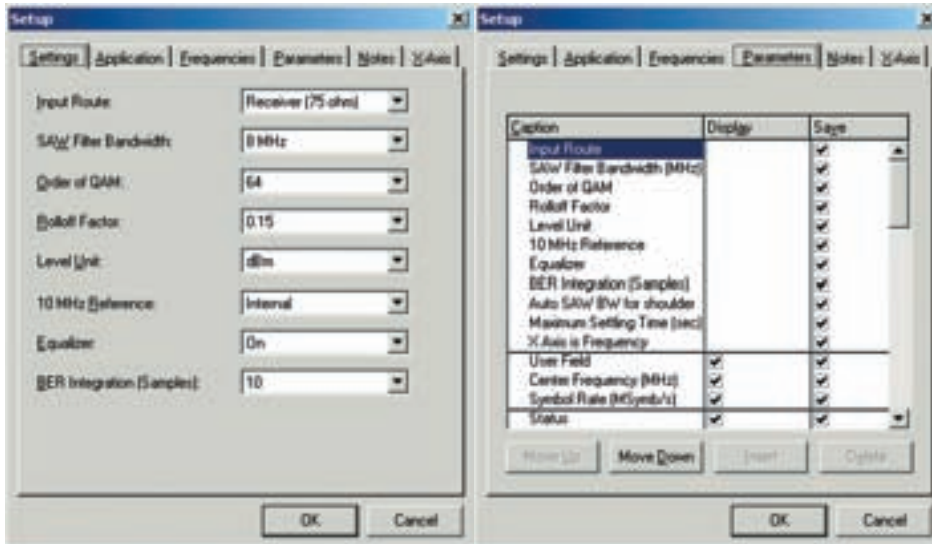 Setup
Settings Application Frequencies Parameters Notes X-Axis
Input Route: Receiver (75 ohm)
SAW Filter Bandwidth: 8 MHz
Order of QAM: 64
Rolloff Factor: 0.15
Level Unit: dBm
10 MHz Reference: Internal
Equalizer On
BER Integration (Samples): 10
OK Cancel
Setup
Settings Application Frequencies Parameters Notes X-Axis
Caption Display Save
Input Route
SAW Filter Bandwidth (MHz)
Order of QAM
Rolloff Factor
Level Unit
10 MHz Reference
Equalizer
BER Integration (Samples)
Auto SAW BW for shoulder
Maximum Settling Time (sec)
X Axis is Frequency
User Field
Center Frequency (MHz)
Symbol Rate (MSymb/s)
Status
Move Up Move Down Insert Delete
OK Cancel